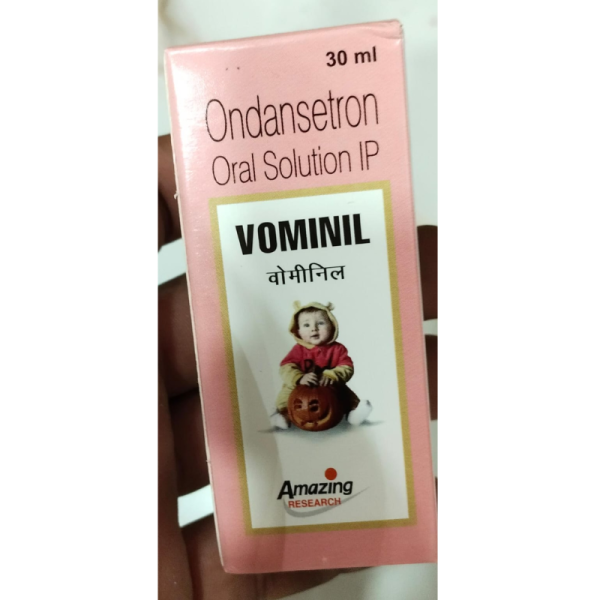 30 ml
Ondansetron
Oral Solution IP
VOMINIL
वोमीनिल
Amazing
RESEARCH